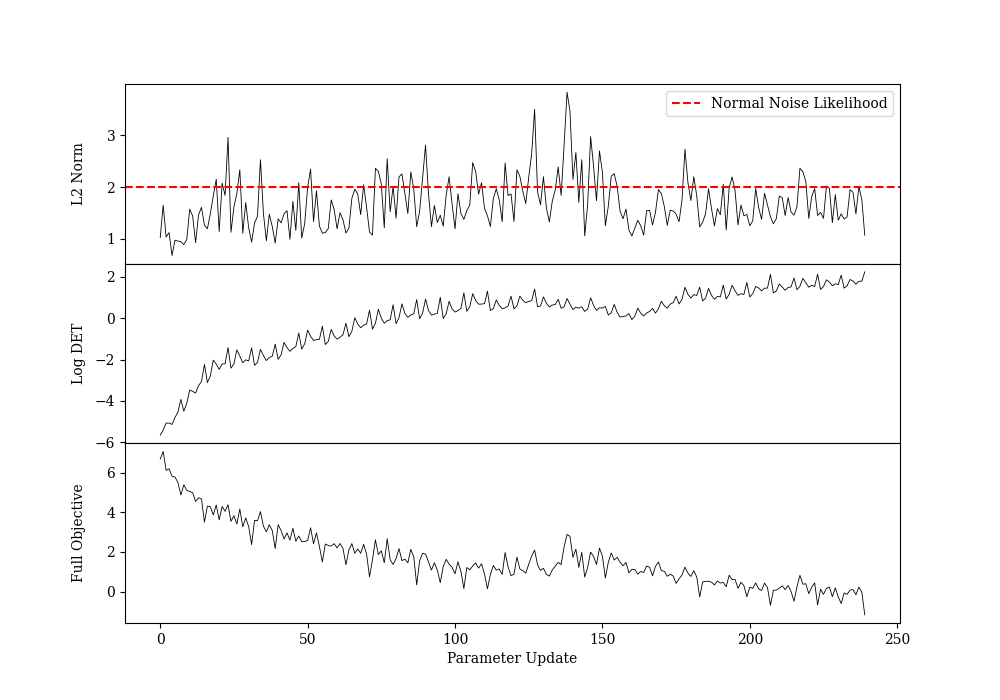 Normal Noise Likelihood
L2 Norm
3
2
1
Log DET
2
0
−2
−4
−6
Full Objective
6
4
2
0
0 50 100 150 200 250
Parameter Update